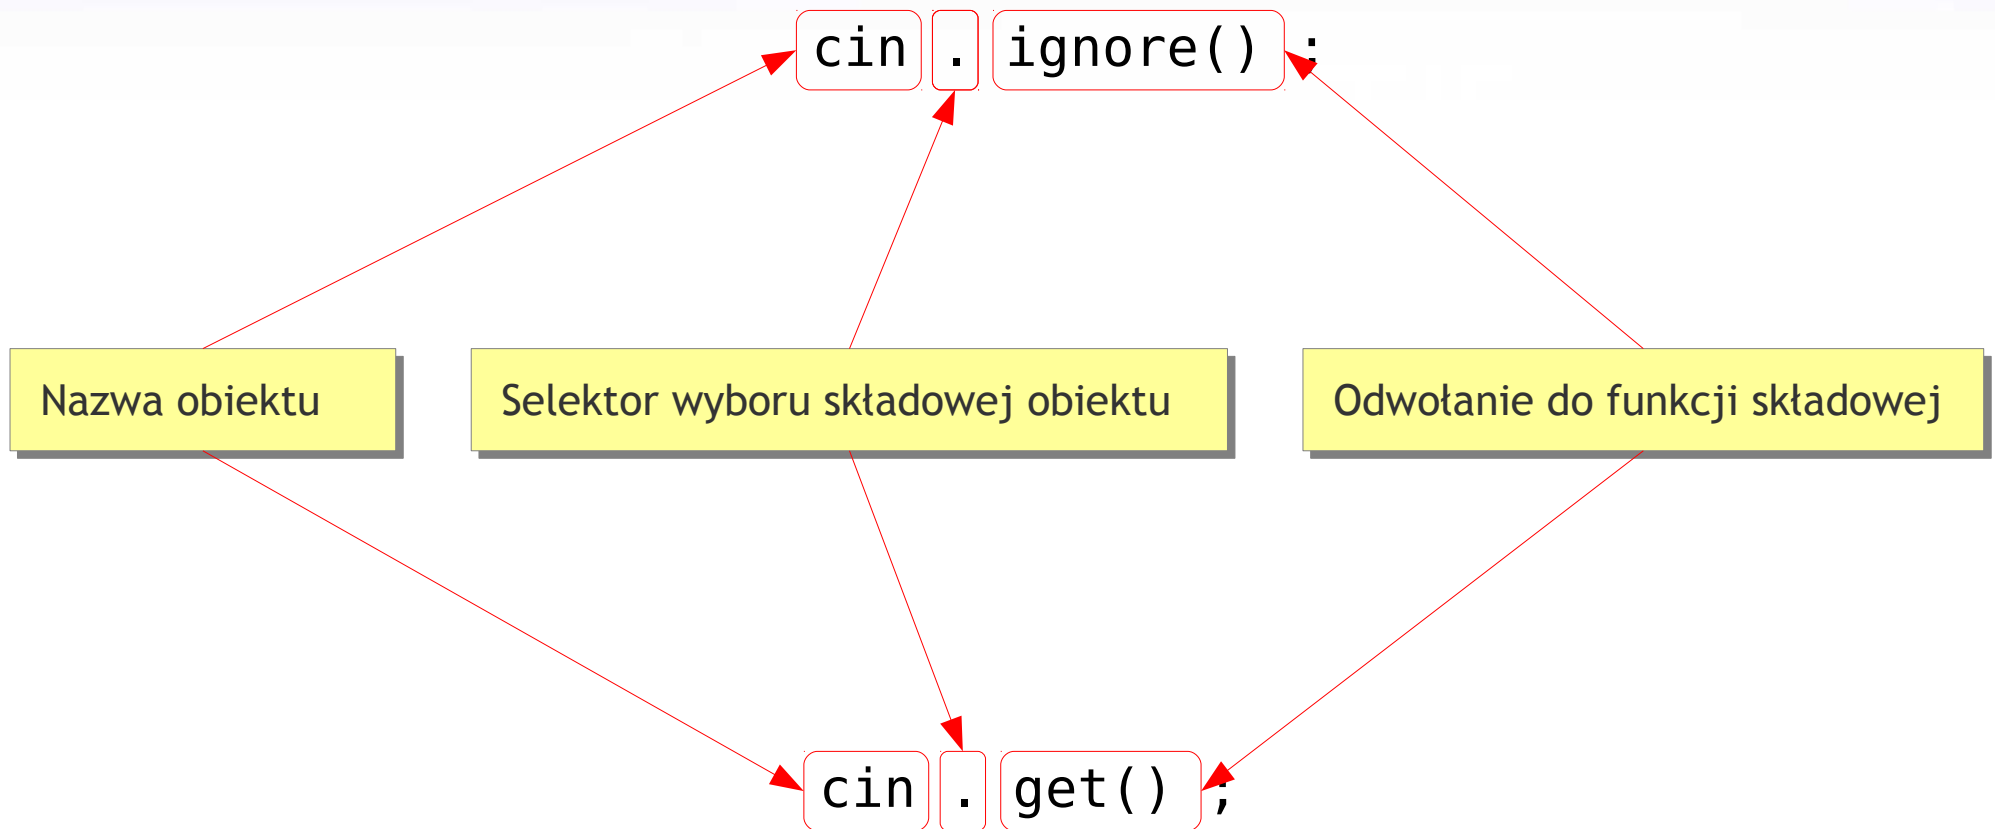 cin . ignore() ;
Nazwa obiektu
Selektor wyboru składowej obiektu
Odwołanie do funkcji składowej
cin . get() ;